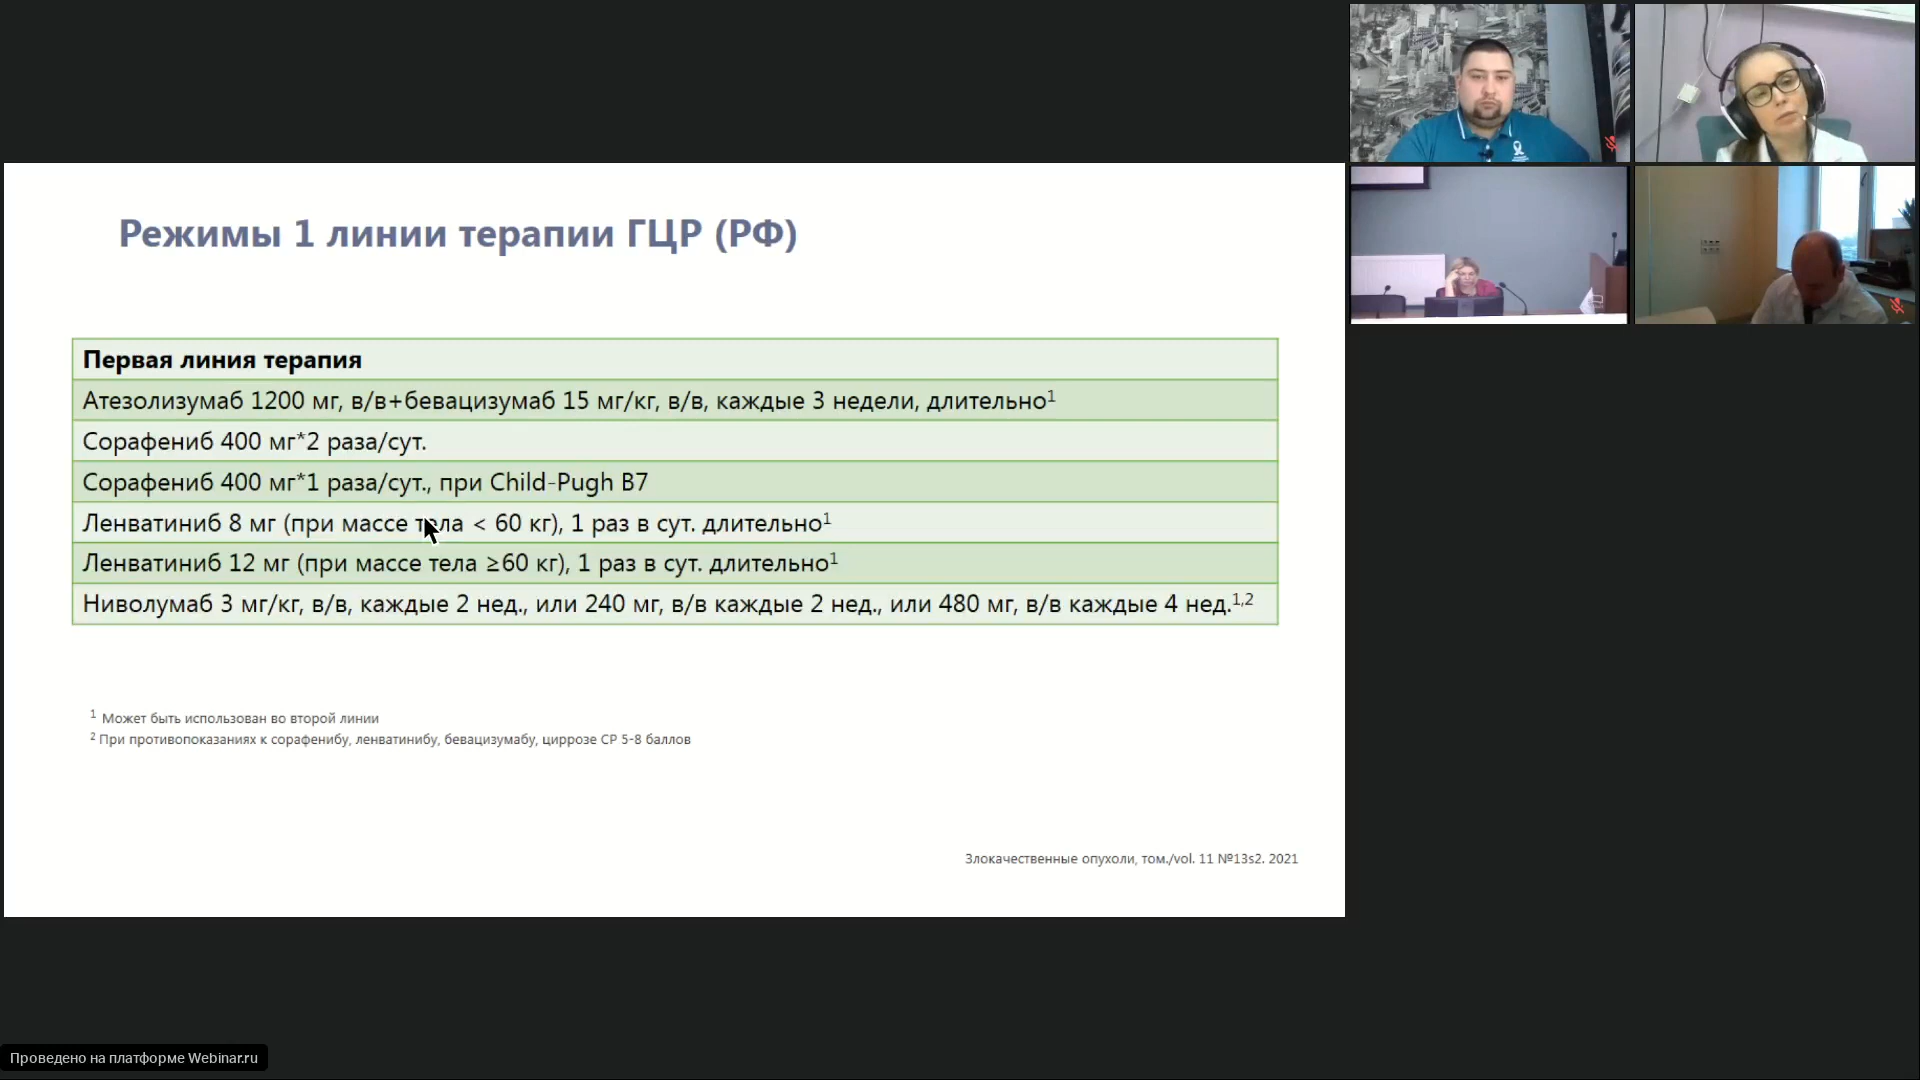 Режимы 1 линии терапии ГЦР (РФ)
Первая линия терапия
Атезолизумаб 1200 мг, в/в+бевацизумаб 15 мг/кг, в/в, каждые 3 недели, длительно¹
Сорафениб 400 мг*2 раза/сут.
Сорафениб 400 мг*1 раза/сут., при Child-Pugh B7
Ленватиниб 8 мг (при массе тела < 60 кг), 1 раз в сут. длительно¹
Ленватиниб 12 мг (при массе тела ≥60 кг), 1 раз в сут. длительно¹
Ниволумаб 3 мг/кг, в/в, каждые 2 нед., или 240 мг, в/в каждые 2 нед., или 480 мг, в/в каждые 4 нед.¹,²
¹ Может быть использован во второй линии
² При противопоказаниях к сорафенибу, ленватинибу, бевацизумабу, циррозе CP 5-8 баллов
Злокачественные опухоли, том./vol. 11 №13s2. 2021
Проведено на платформе Webinar.ru